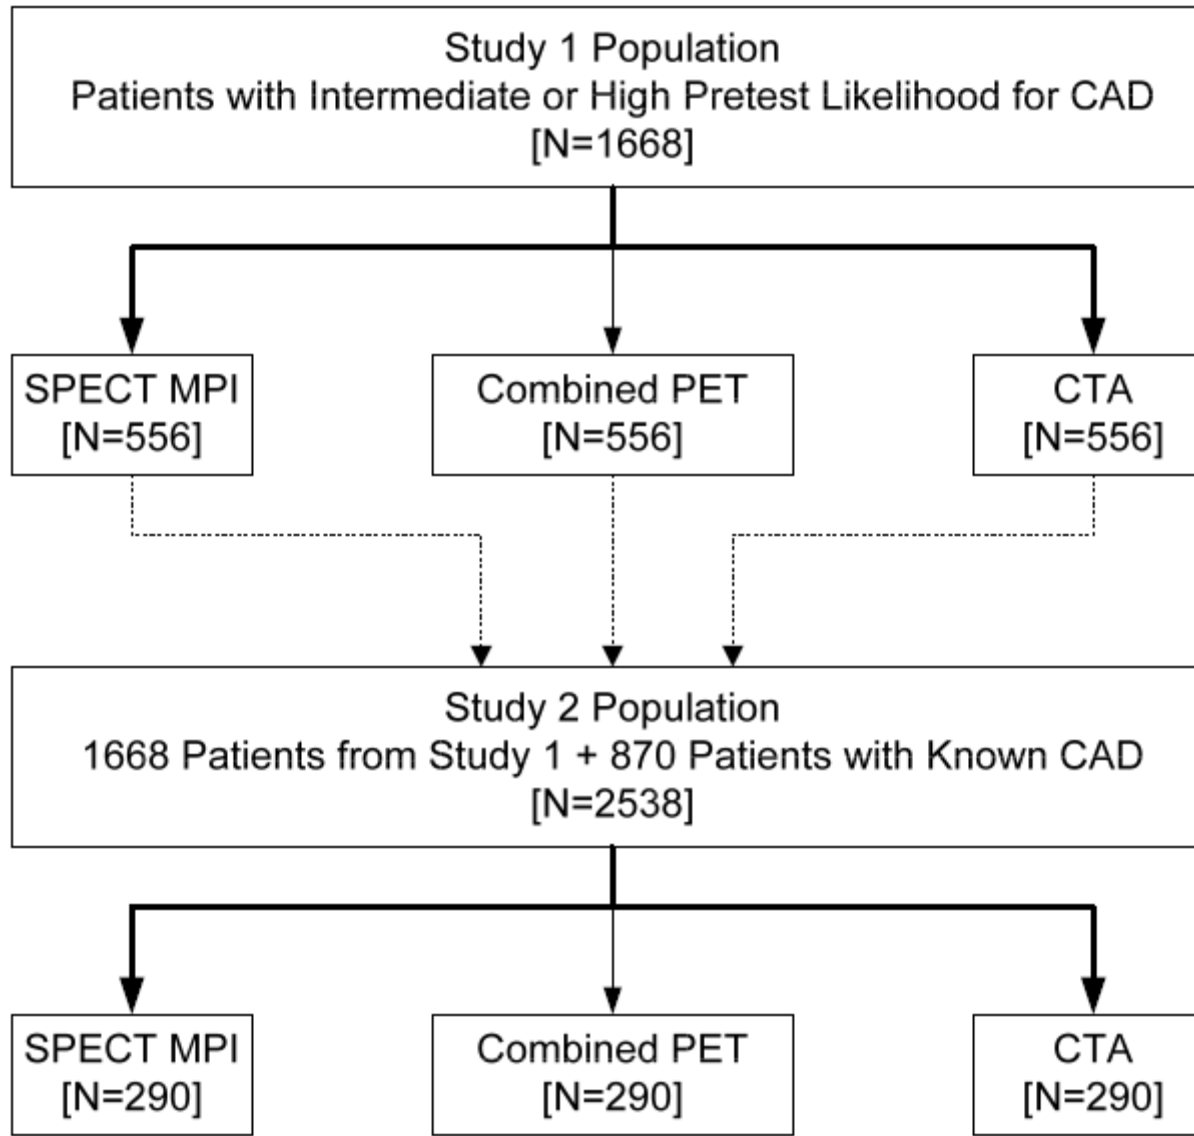 Study 1 Population
Patients with Intermediate or High Pretest Likelihood for CAD
[N=1668]
SPECT MPI
[N=556]
Combined PET
[N=556]
CTA
[N=556]
Study 2 Population
1668 Patients from Study 1 + 870 Patients with Known CAD
[N=2538]
SPECT MPI
[N=290]
Combined PET
[N=290]
CTA
[N=290]